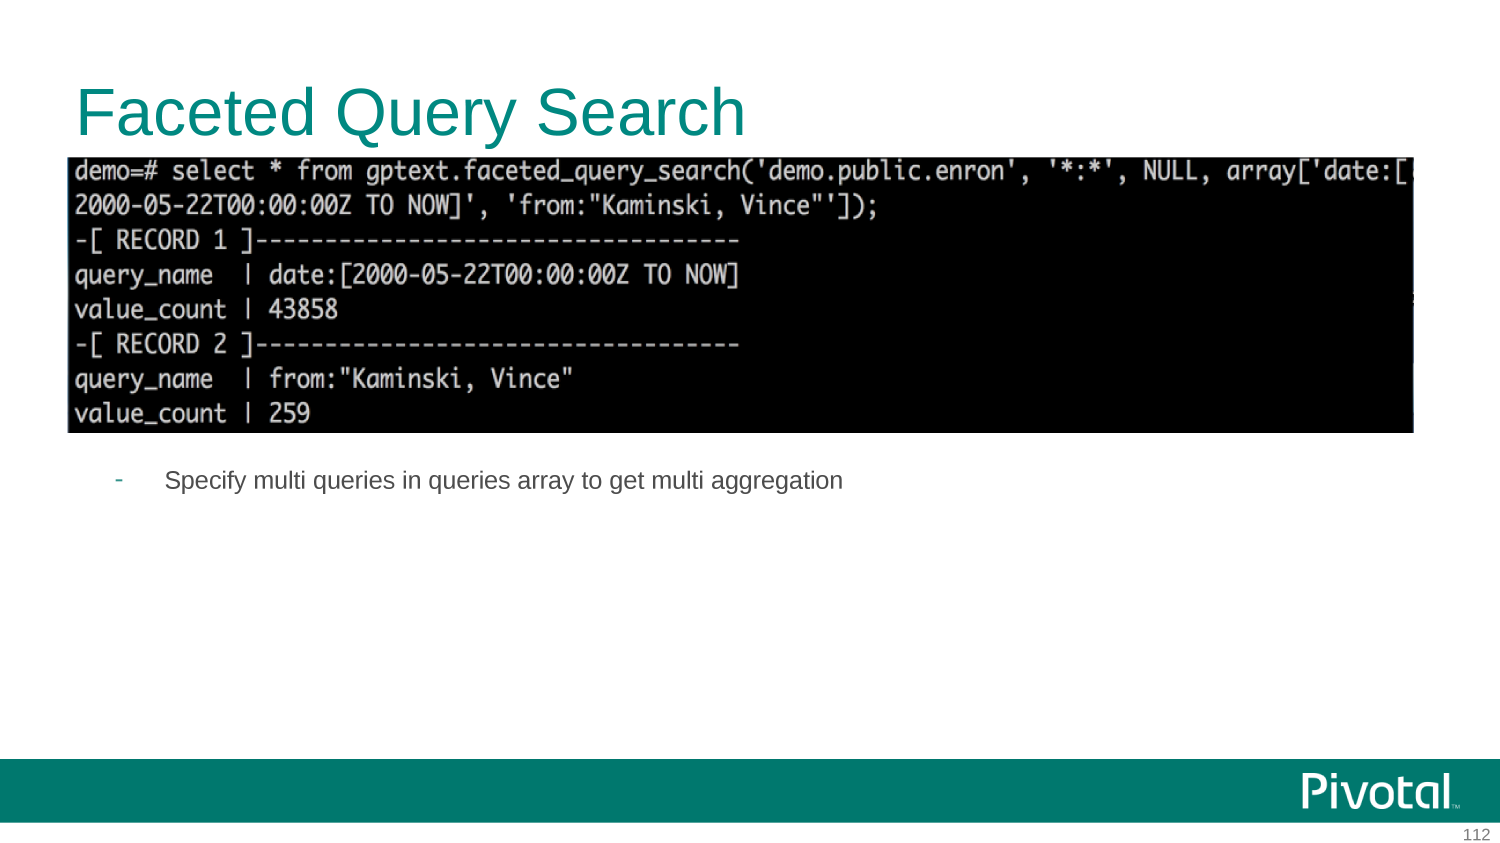 Faceted Query Search
demo=# select * from gptext.faceted_query_search('demo.public.enron', '*:*', NULL, array['date:[
2000-05-22T00:00:00Z TO NOW]', 'from:"Kaminski, Vince"']);
-[ RECORD 1 ]-----------------------------------
query_name | date:[2000-05-22T00:00:00Z TO NOW]
value_count | 43858
-[ RECORD 2 ]-----------------------------------
query_name | from:"Kaminski, Vince"
value_count | 259
- Specify multi queries in queries array to get multi aggregation
Pivotal™
112